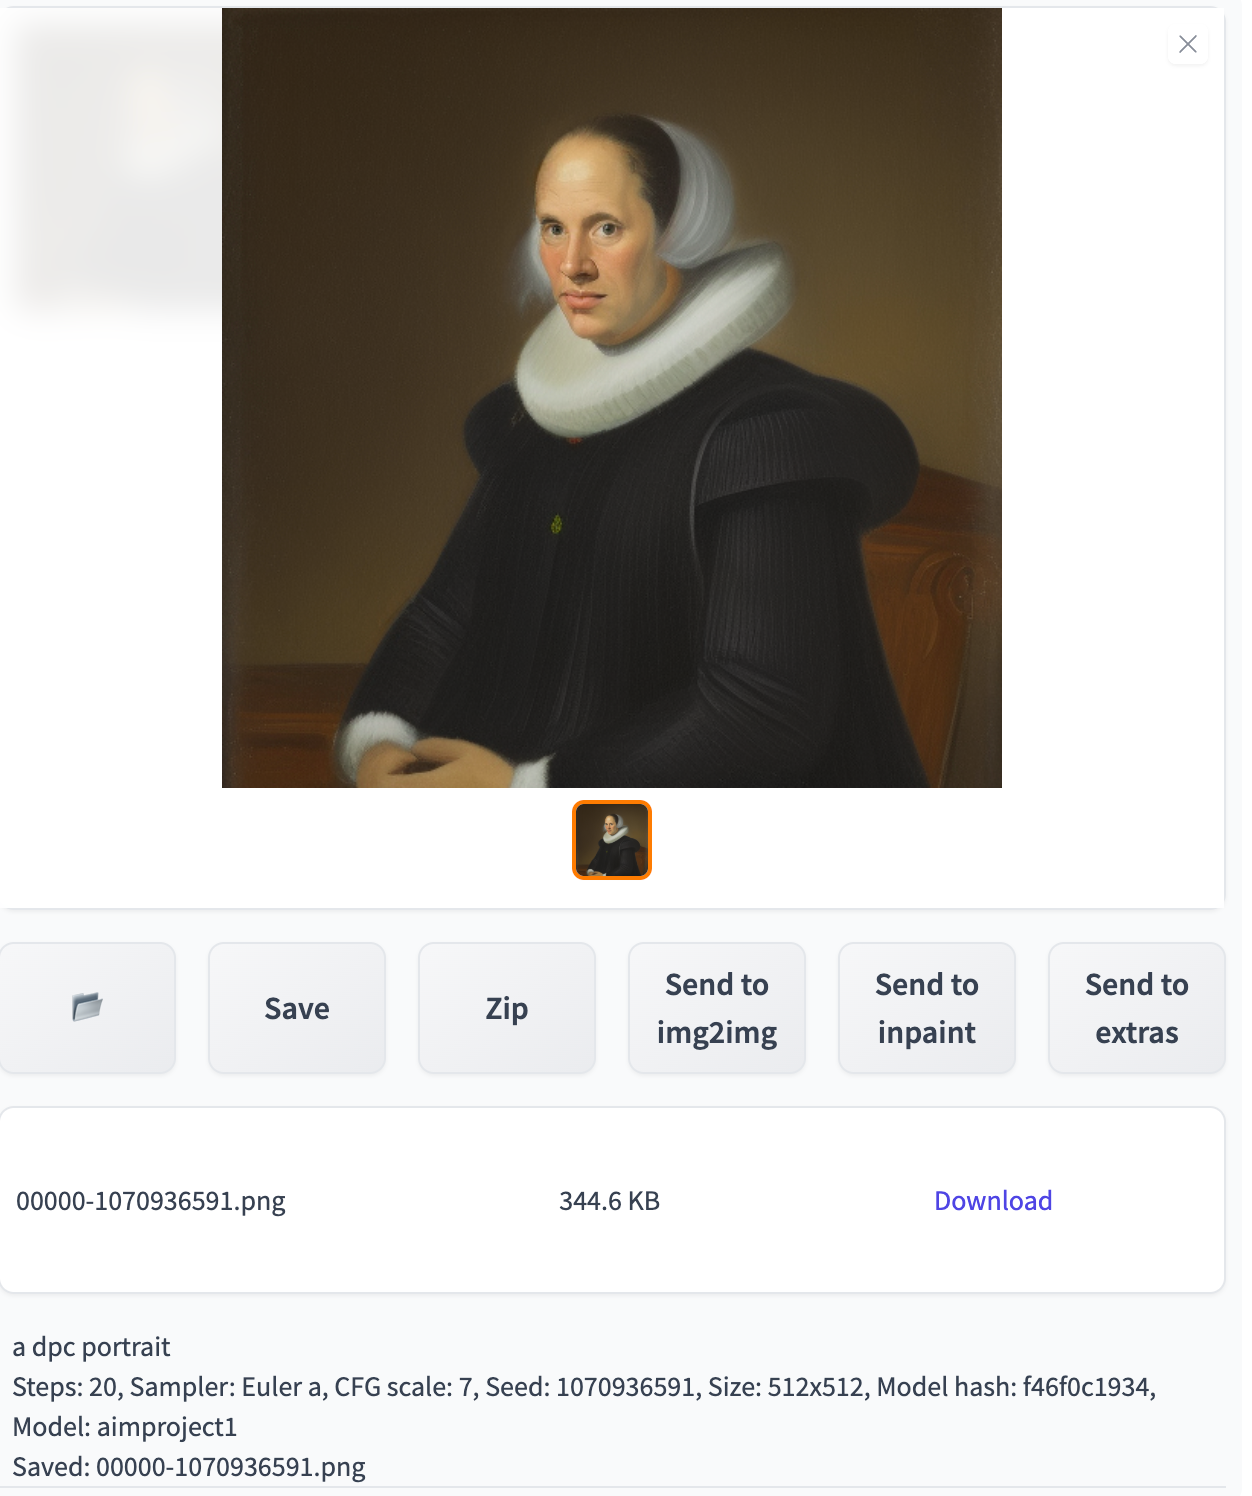 Save
Zip
Send to
img2img
Send to
inpaint
Send to
extras
00000-1070936591.png 344.6 KB Download
a dpc portrait
Steps: 20, Sampler: Euler a, CFG scale: 7, Seed: 1070936591, Size: 512x512, Model hash: f46f0c1934,
Model: aimproject1
Saved: 00000-1070936591.png